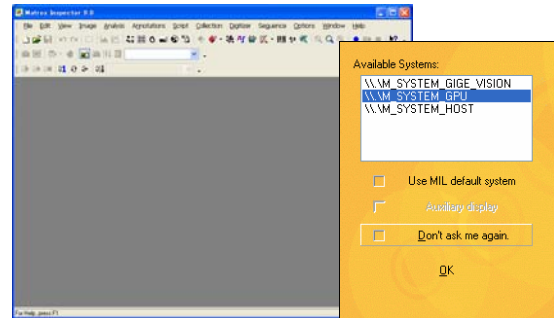 Matrox Inspector 9.0
File Edit View Image Analysis Annotations Script Collection Digitizer Sequence Options Window Help
Available Systems:
\\.\M_SYSTEM_GIGE_VISION
\\.\M_SYSTEM_GPU
\\.\M_SYSTEM_HOST
Use MIL default system
Auxiliary display
Don't ask me again.
OK
For Help, press F1